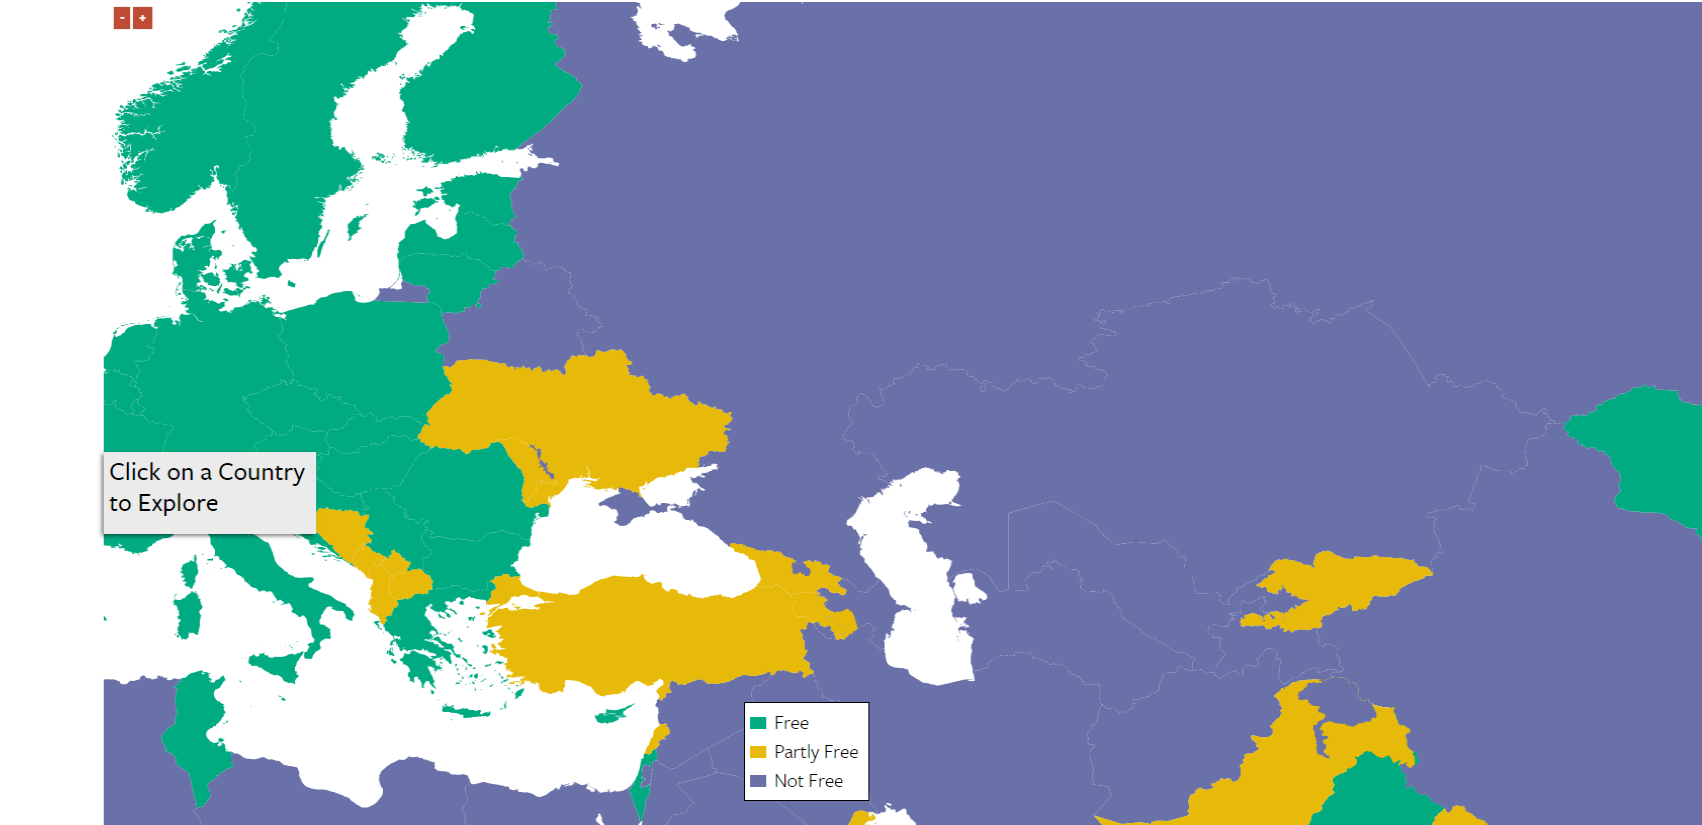 - +
Click on a Country
to Explore
Free
Partly Free
Not Free